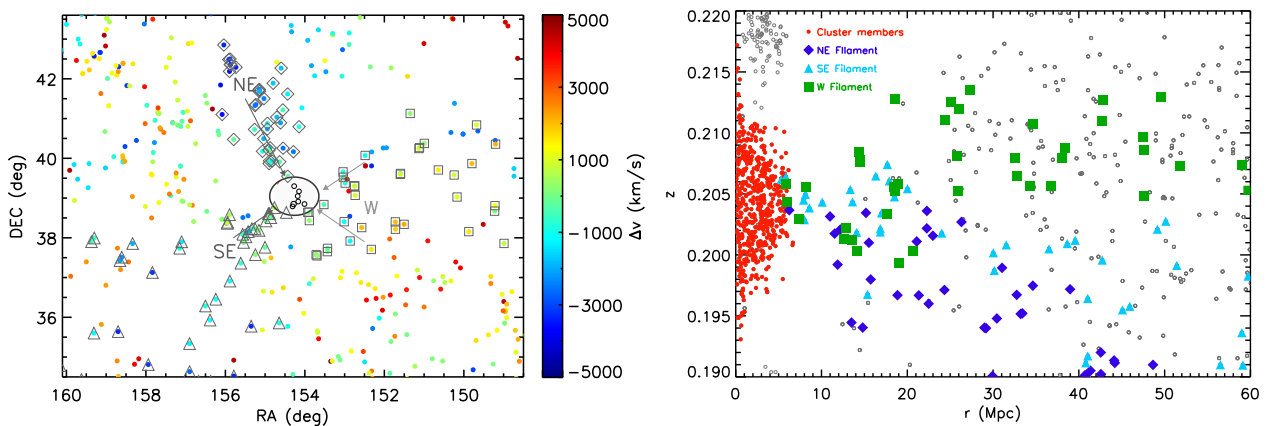 42
40
38
36
DEC (deg)
NE
W
SE
160
158
156
154
152
150
RA (deg)
5000
3000
1000
−1000
−3000
−5000
Δv (km/s)
0.220
0.215
0.210
0.205
0.200
0.195
0.190
z
Cluster members
NE Filament
SE Filament
W Filament
0
10
20
30
40
50
60
r (Mpc)